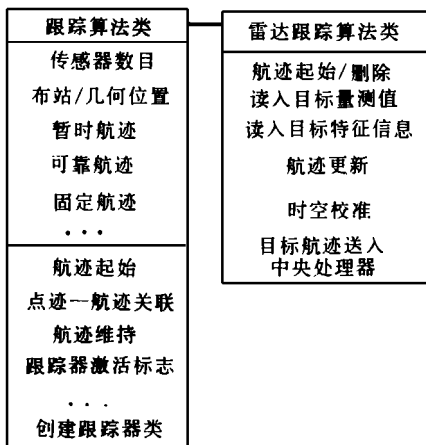 跟踪算法类
传感器数目
布站/几何位置
暂时航迹
可靠航迹
固定航迹
...
航迹起始
点迹一航迹关联
航迹维持
跟踪器激活标志
...
创建跟踪器类
雷达跟踪算法类
航迹起始/删除
读入目标量测值
读入目标特征信息
航迹更新
时空校准
目标航迹送入
中央处理器